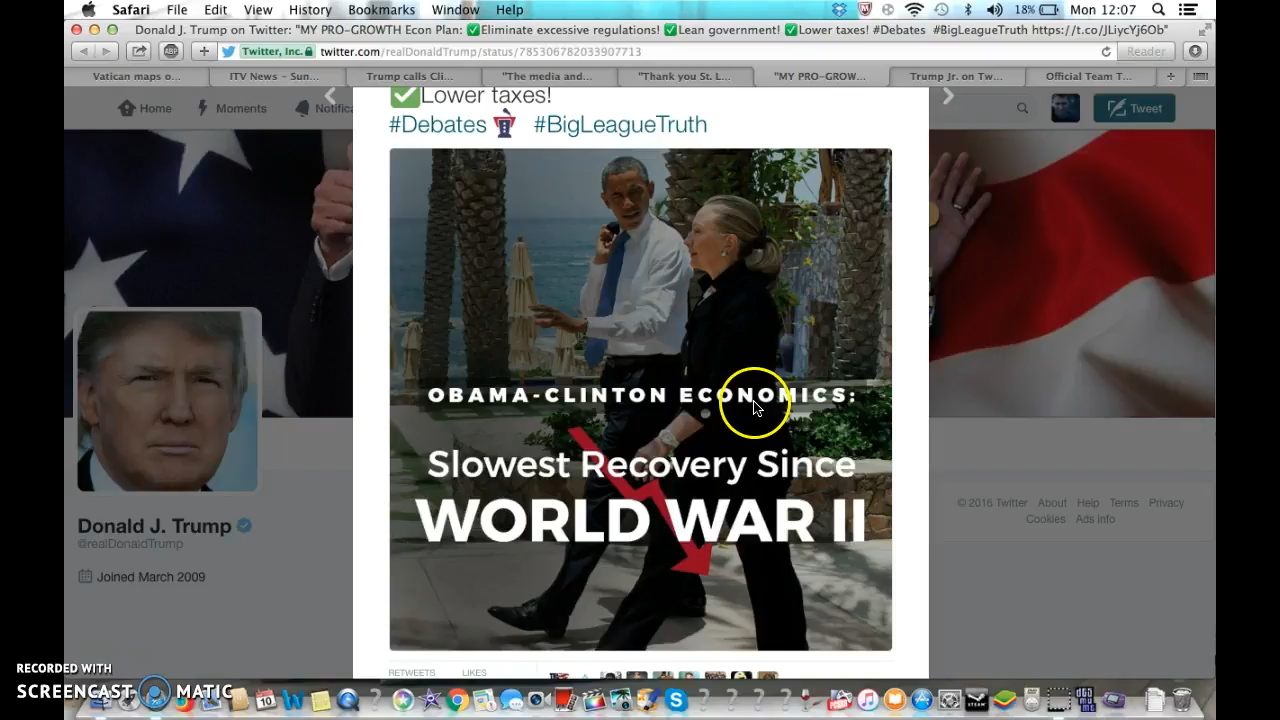 Safari File Edit View History Bookmarks Window Help 18% Mon 12:07
Donald J. Trump on Twitter: "MY PRO-GROWTH Econ Plan: ✅Eliminate excessive regulations! ✅Lean government! ✅Lower taxes! #Debates #BigLeagueTruth https://t.co/JLiycYj6Ob"
ABP + Twitter, Inc. twitter.com/realDonaldTrump/status/785306782033907713 Reader
Vatican maps o... ITV News – Sun... Trump calls Cli... "The media and... "Thank you St. L... "MY PRO-GROW... Trump Jr. on Tw... Official Team T... +
Home Moments Notific Tweet
✅Lower taxes!
#Debates #BigLeagueTruth
OBAMA-CLINTON ECONOMICS:
Slowest Recovery Since
WORLD WAR II
Donald J. Trump
@realDonaldTrump
Joined March 2009
© 2016 Twitter About Help Terms Privacy
Cookies Ads info
RETWEETS LIKES
RECORDED WITH
SCREENCAST MATIC